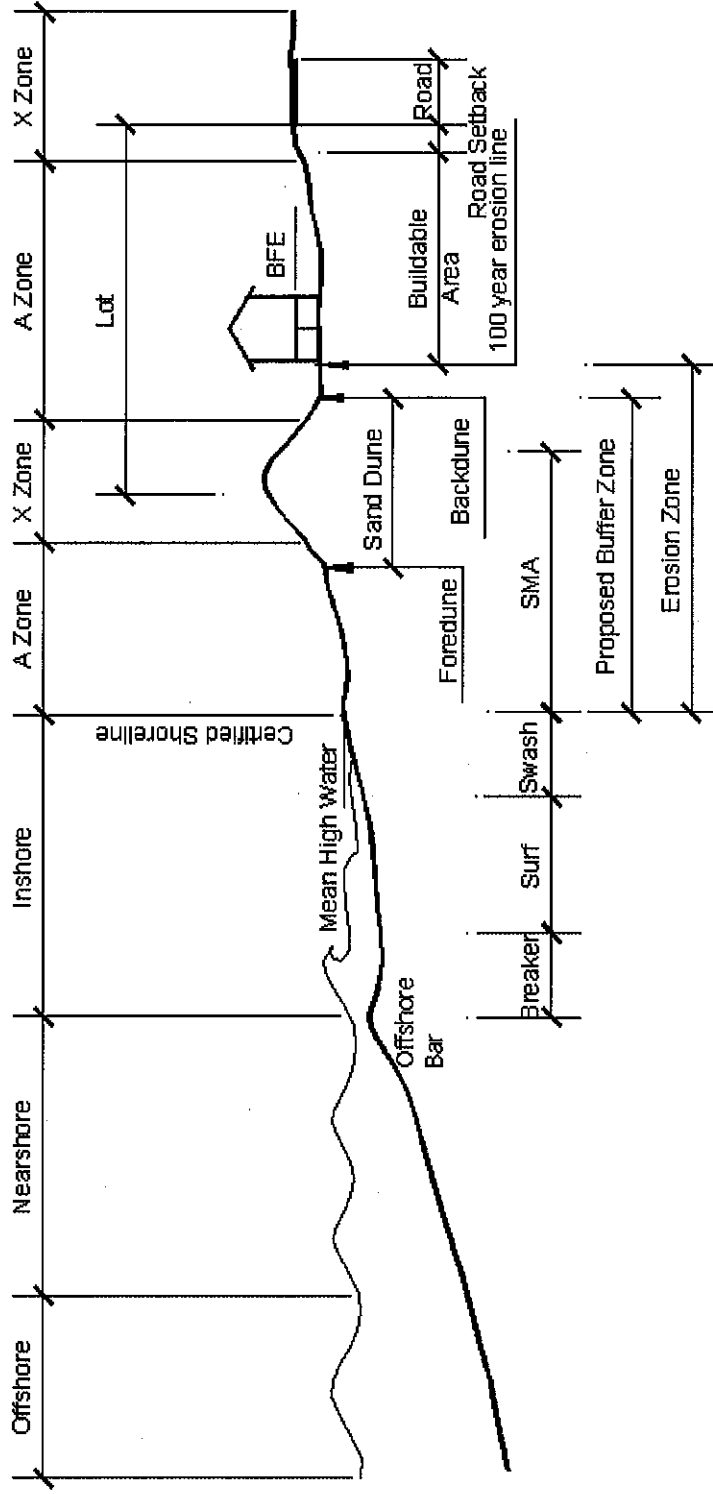 Offshore
Nearshore
Inshore
A Zone
X Zone
A Zone
X Zone
Lot
Certified Shoreline
Mean High Water
BFE
Offshore
Bar
Sand Dune
Foredune
Backdune
Buildable
Area
Road
Road Setback
100 year erosion line
Breaker
Surf
Swash
SMA
Proposed Buffer Zone
Erosion Zone